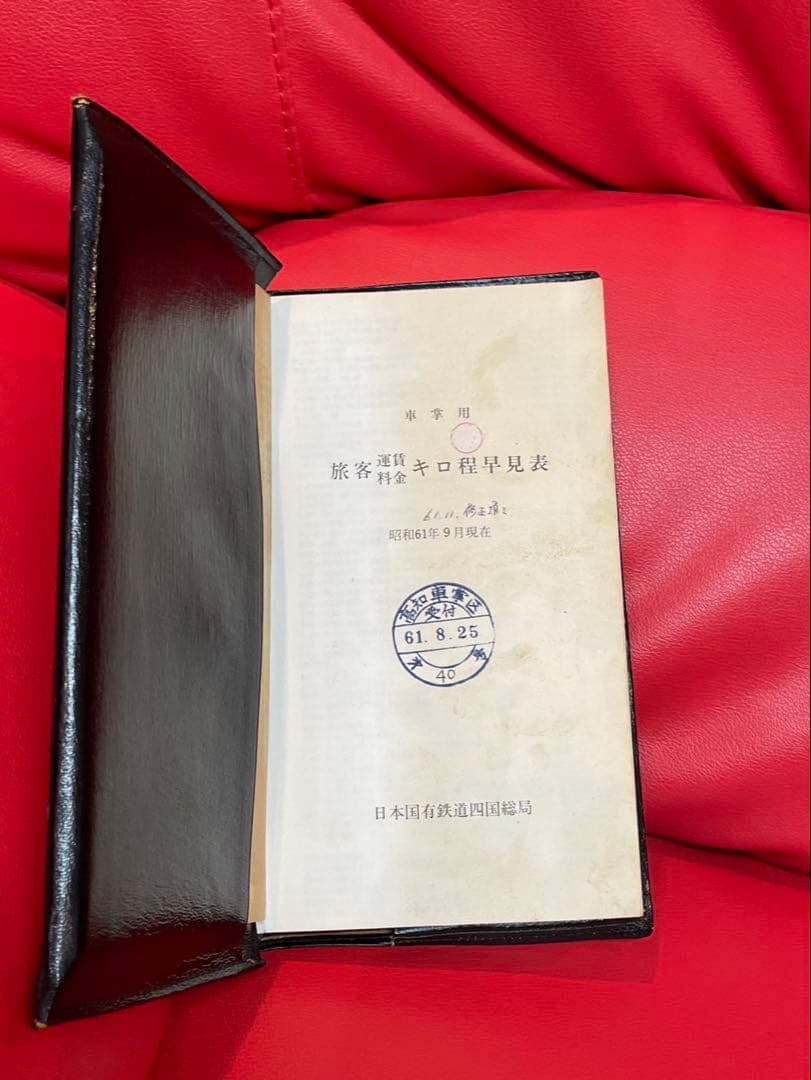 車掌用
旅客運賃料金キロ程早見表
61.11.修正済ミ
昭和61年9月現在
高知車掌区
受付
61.8.25
40
日本国有鉄道四国総局